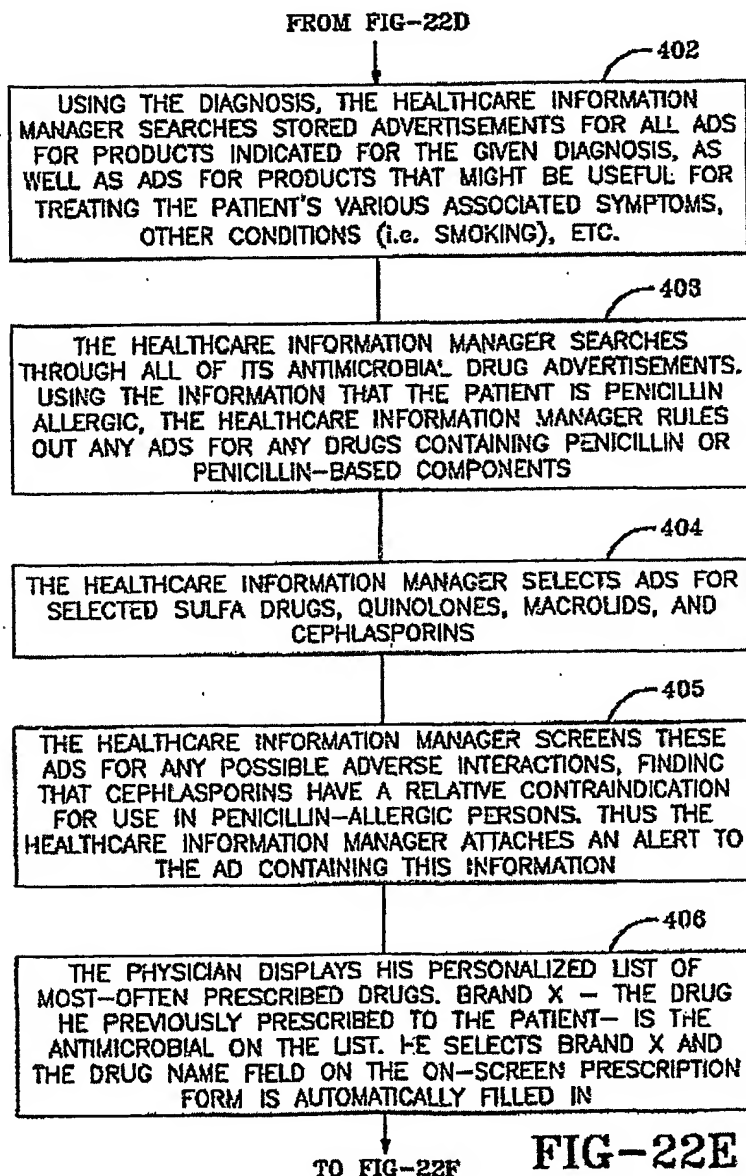 FROM FIG-22D
402
USING THE DIAGNOSIS, THE HEALTHCARE INFORMATION
MANAGER SEARCHES STORED ADVERTISEMENTS FOR ALL ADS
FOR PRODUCTS INDICATED FOR THE GIVEN DIAGNOSIS, AS
WELL AS ADS FOR PRODUCTS THAT MIGHT BE USEFUL FOR
TREATING THE PATIENT'S VARIOUS ASSOCIATED SYMPTOMS,
OTHER CONDITIONS (i.e. SMOKING), ETC.
403
THE HEALTHCARE INFORMATION MANAGER SEARCHES
THROUGH ALL OF ITS ANTIMICROBIAL DRUG ADVERTISEMENTS.
USING THE INFORMATION THAT THE PATIENT IS PENICILLIN
ALLERGIC, THE HEALTHCARE INFORMATION MANAGER RULES
OUT ANY ADS FOR ANY DRUGS CONTAINING PENICILLIN OR
PENICILLIN-BASED COMPONENTS
404
THE HEALTHCARE INFORMATION MANAGER SELECTS ADS FOR
SELECTED SULFA DRUGS, QUINOLONES, MACROLIDS, AND
CEPHLASPORINS
405
THE HEALTHCARE INFORMATION MANAGER SCREENS THESE
ADS FOR ANY POSSIBLE ADVERSE INTERACTIONS, FINDING
THAT CEPHLASPORINS HAVE A RELATIVE CONTRAINDICATION
FOR USE IN PENICILLIN-ALLERGIC PERSONS. THUS THE
HEALTHCARE INFORMATION MANAGER ATTACHES AN ALERT TO
THE AD CONTAINING THIS INFORMATION
406
THE PHYSICIAN DISPLAYS HIS PERSONALIZED LIST OF
MOST-OFTEN PRESCRIBED DRUGS. BRAND X - THE DRUG
HE PREVIOUSLY PRESCRIBED TO THE PATIENT- IS THE
ANTIMICROBIAL ON THE LIST. HE SELECTS BRAND X AND
THE DRUG NAME FIELD ON THE ON-SCREEN PRESCRIPTION
FORM IS AUTOMATICALLY FILLED IN
TO FIG-22F
FIG-22E